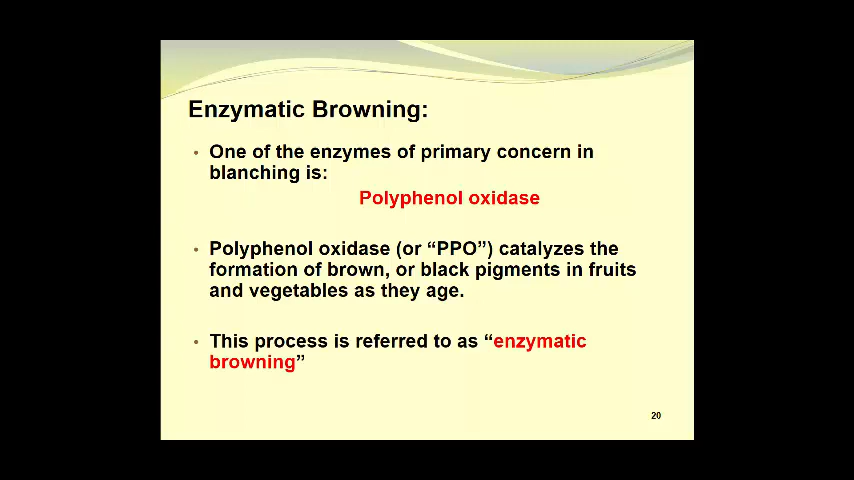 Enzymatic Browning:
• One of the enzymes of primary concern in
blanching is:
Polyphenol oxidase
• Polyphenol oxidase (or “PPO”) catalyzes the
formation of brown, or black pigments in fruits
and vegetables as they age.
• This process is referred to as “enzymatic
browning”
20